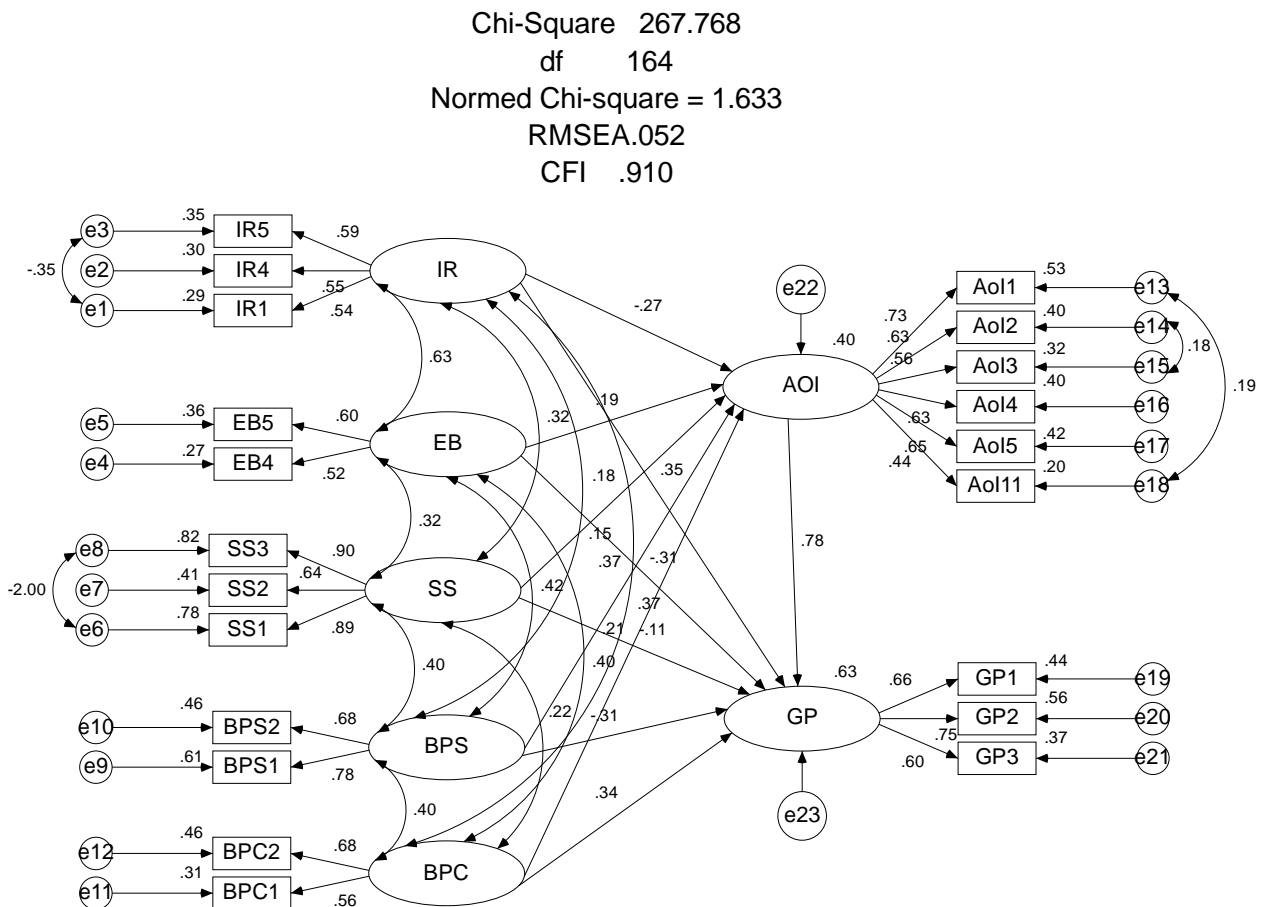 Chi-Square 267.768
df 164
Normed Chi-square = 1.633
RMSEA.052
CFI .910
e3 .35 IR5 .59
-.35 e2 .30 IR4 .55
e1 .29 IR1 .54
IR
-.27
.63
e5 .36 EB5 .60
e4 .27 EB4 .52
EB
.32
.19
.18
.35
.32
e8 .82 SS3 .90
-2.00 e7 .41 SS2 .64
e6 .78 SS1 .89
SS
.15
.37
-.31
.42
.37
.21
-.11
.40
.40
e10 .46 BPS2 .68
e9 .61 BPS1 .78
BPS
.22
-.31
.40
.34
e12 .46 BPC2 .68
e11 .31 BPC1 .56
BPC
e22
.40
AOI
.78
.73 AoI1 .53 e13
.63 AoI2 .40 e14
.56 AoI3 .32 e15
.18
.19
AoI4 .40 e16
.63
AoI5 .42 e17
.65
.44
AoI11 .20 e18
.63
GP
e23
.66 GP1 .44 e19
GP2 .56 e20
.75
.60 GP3 .37 e21